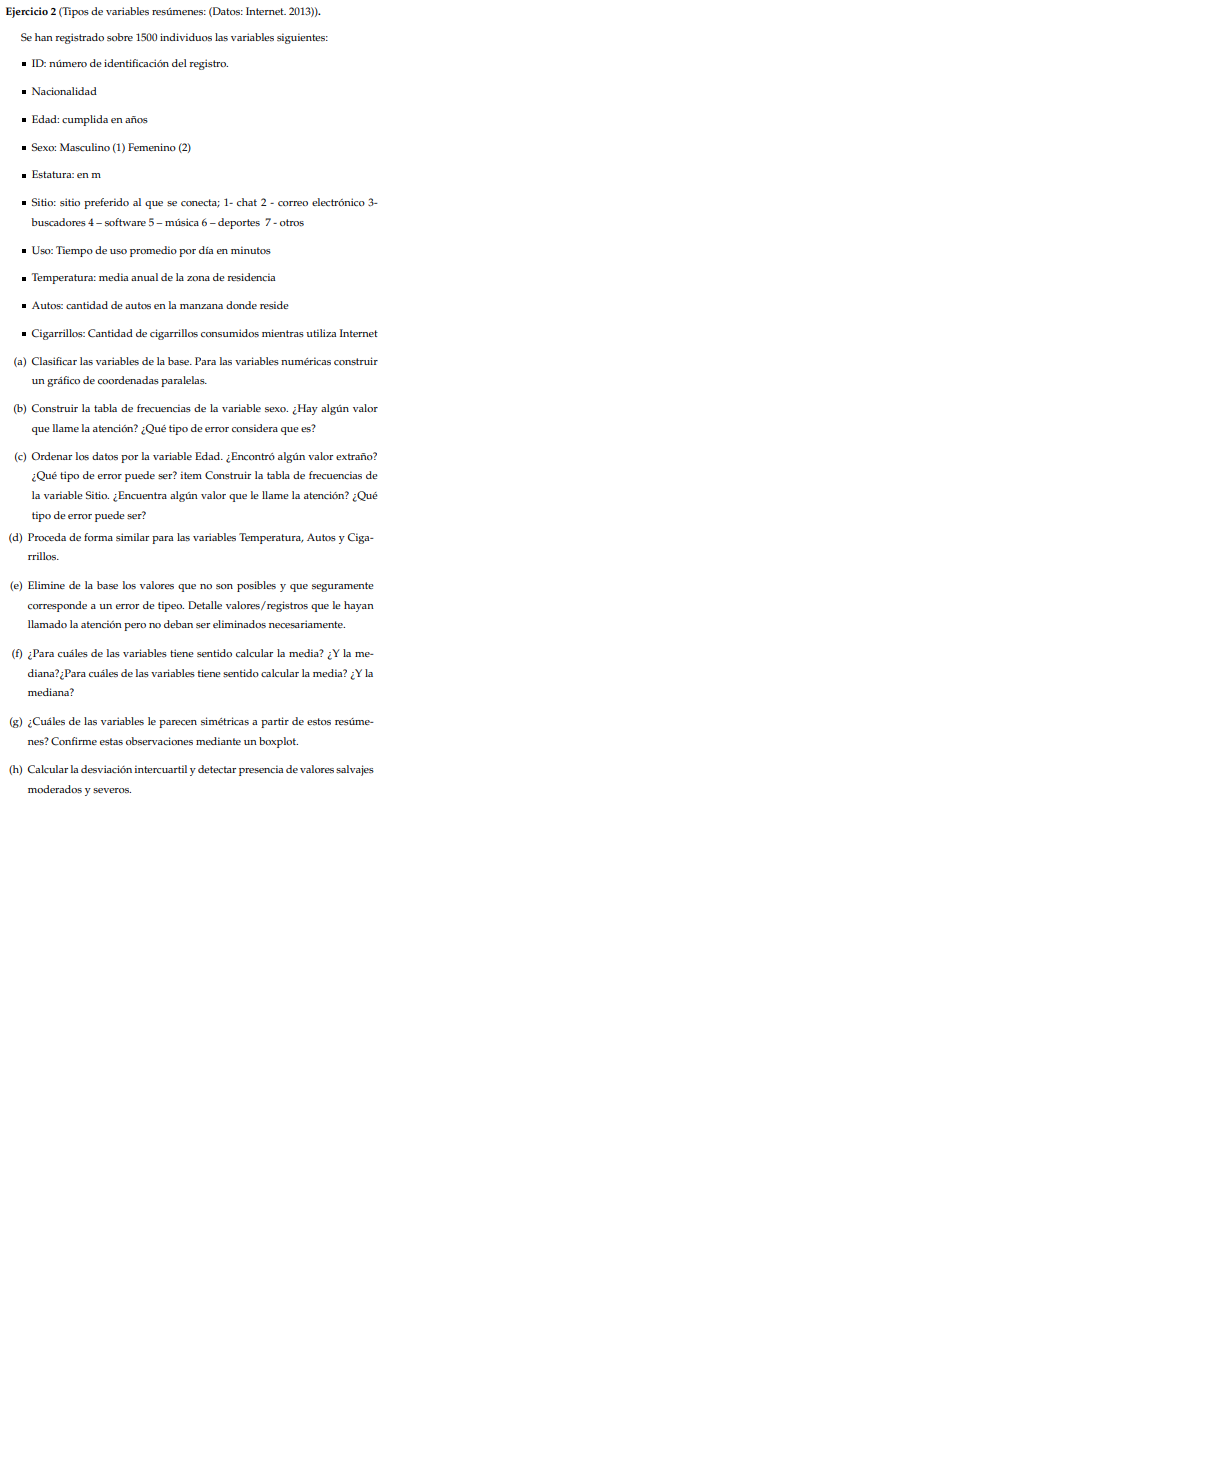 Ejercicio 2 (Tipos de variables resúmenes: (Datos: Internet. 2013)).
Se han registrado sobre 1500 individuos las variables siguientes:
▪ ID: número de identificación del registro.
▪ Nacionalidad
▪ Edad: cumplida en años
▪ Sexo: Masculino (1) Femenino (2)
▪ Estatura: en m
▪ Sitio: sitio preferido al que se conecta; 1- chat 2 - correo electrónico 3-
buscadores 4 – software 5 – música 6 – deportes 7 - otros
▪ Uso: Tiempo de uso promedio por día en minutos
▪ Temperatura: media anual de la zona de residencia
▪ Autos: cantidad de autos en la manzana donde reside
▪ Cigarrillos: Cantidad de cigarrillos consumidos mientras utiliza Internet
(a) Clasificar las variables de la base. Para las variables numéricas construir
un gráfico de coordenadas paralelas.
(b) Construir la tabla de frecuencias de la variable sexo. ¿Hay algún valor
que llame la atención? ¿Qué tipo de error considera que es?
(c) Ordenar los datos por la variable Edad. ¿Encontró algún valor extraño?
¿Qué tipo de error puede ser? item Construir la tabla de frecuencias de
la variable Sitio. ¿Encuentra algún valor que le llame la atención? ¿Qué
tipo de error puede ser?
(d) Proceda de forma similar para las variables Temperatura, Autos y Ciga-
rrillos.
(e) Elimine de la base los valores que no son posibles y que seguramente
corresponde a un error de tipeo. Detalle valores/registros que le hayan
llamado la atención pero no deban ser eliminados necesariamente.
(f) ¿Para cuáles de las variables tiene sentido calcular la media? ¿Y la me-
diana?¿Para cuáles de las variables tiene sentido calcular la media? ¿Y la
mediana?
(g) ¿Cuáles de las variables le parecen simétricas a partir de estos resúme-
nes? Confirme estas observaciones mediante un boxplot.
(h) Calcular la desviación intercuartil y detectar presencia de valores salvajes
moderados y severos.